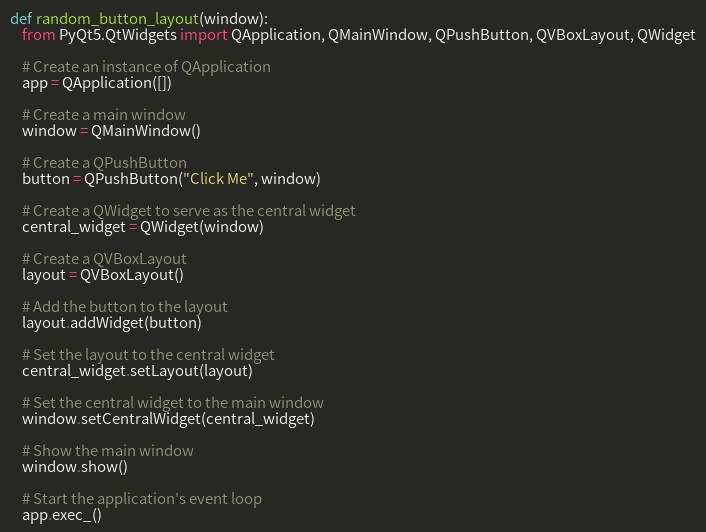 def random_button_layout(window):
from PyQt5.QtWidgets import QApplication, QMainWindow, QPushButton, QVBoxLayout, QWidget
# Create an instance of QApplication
app = QApplication([])
# Create a main window
window = QMainWindow()
# Create a QPushButton
button = QPushButton("Click Me", window)
# Create a QWidget to serve as the central widget
central_widget = QWidget(window)
# Create a QVBoxLayout
layout = QVBoxLayout()
# Add the button to the layout
layout.addWidget(button)
# Set the layout to the central widget
central_widget.setLayout(layout)
# Set the central widget to the main window
window.setCentralWidget(central_widget)
# Show the main window
window.show()
# Start the application's event loop
app.exec_()